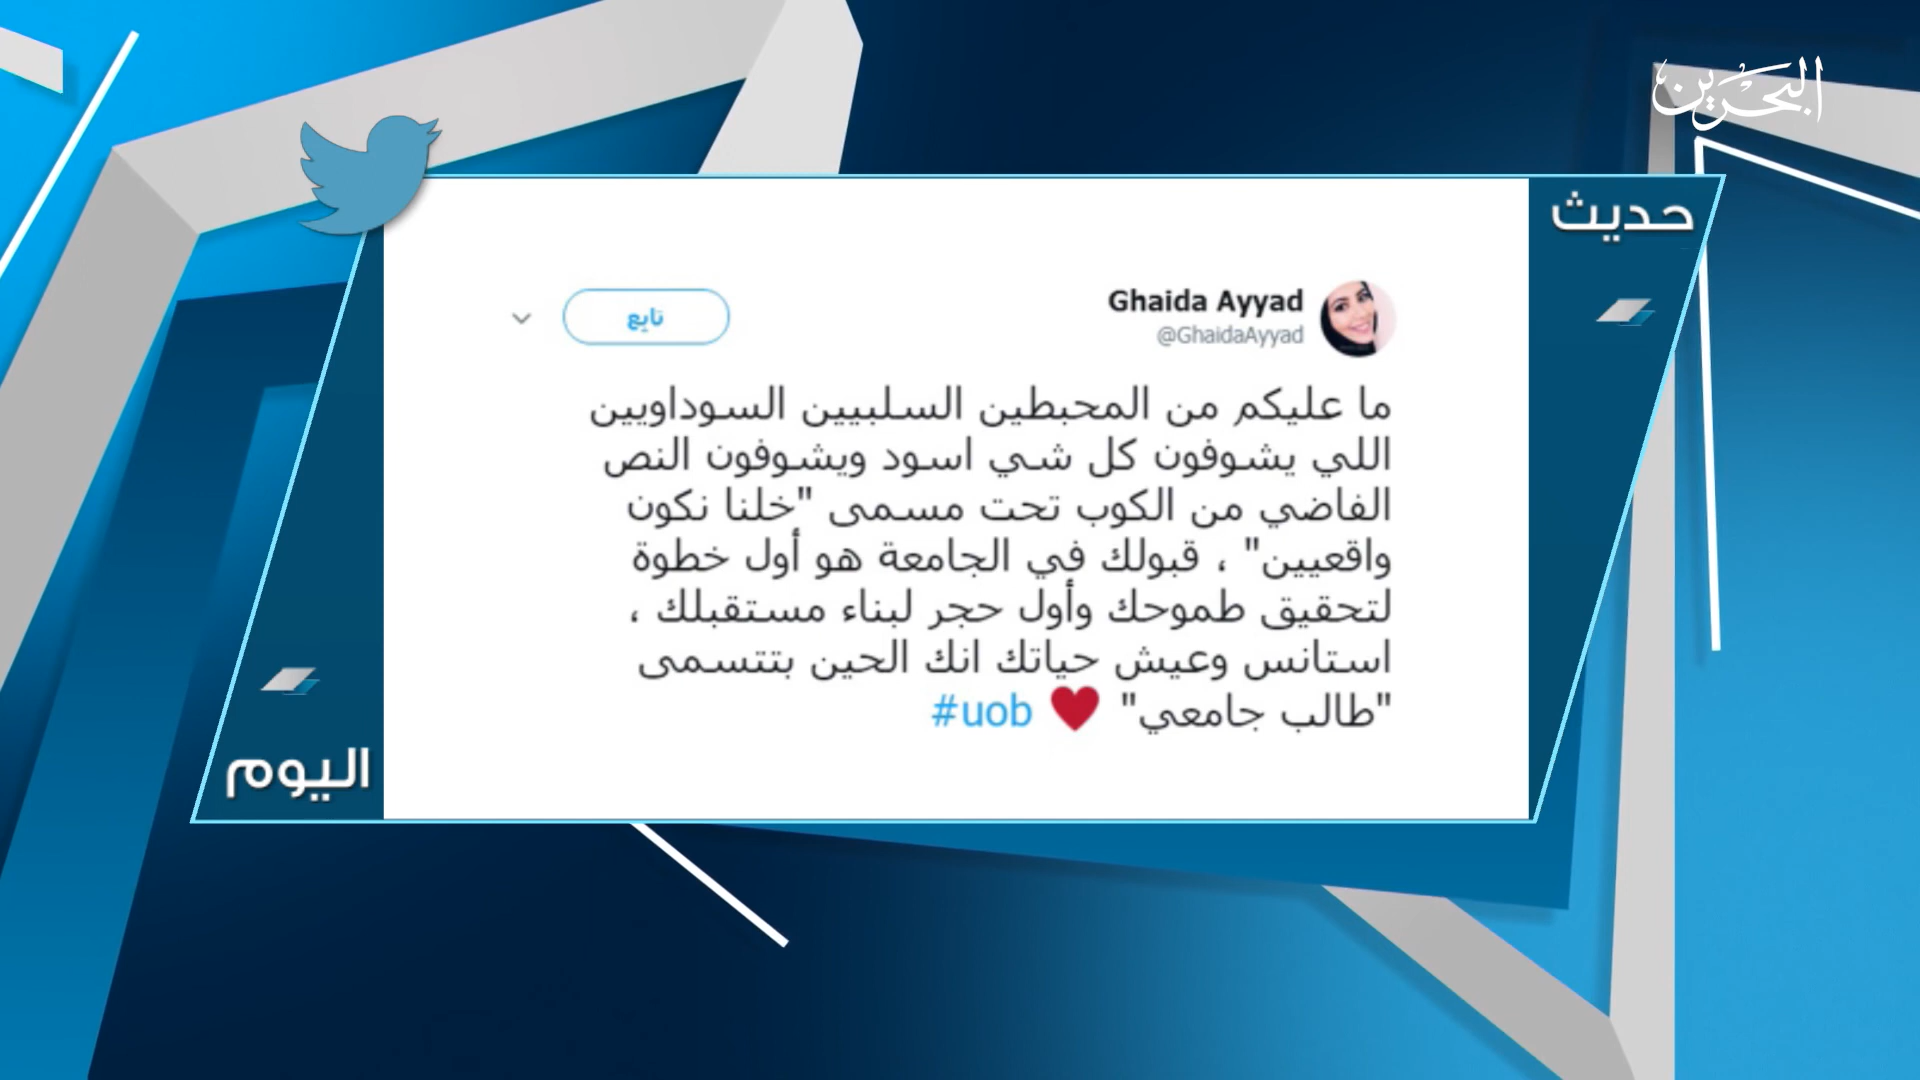 البحرين
حديث
Ghaida Ayyad
@GhaidaAyyad
تابع
ما عليكم من المحبطين السلبيين السوداويين
اللي يشوفون كل شي اسود ويشوفون النص
الفاضي من الكوب تحت مسمى "خلنا نكون
واقعيين" ، قبولك في الجامعة هو أول خطوة
لتحقيق طموحك وأول حجر لبناء مستقبلك ،
استانس وعيش حياتك انك الحين بتتسمى
"طالب جامعي" ♥ #uob
اليوم